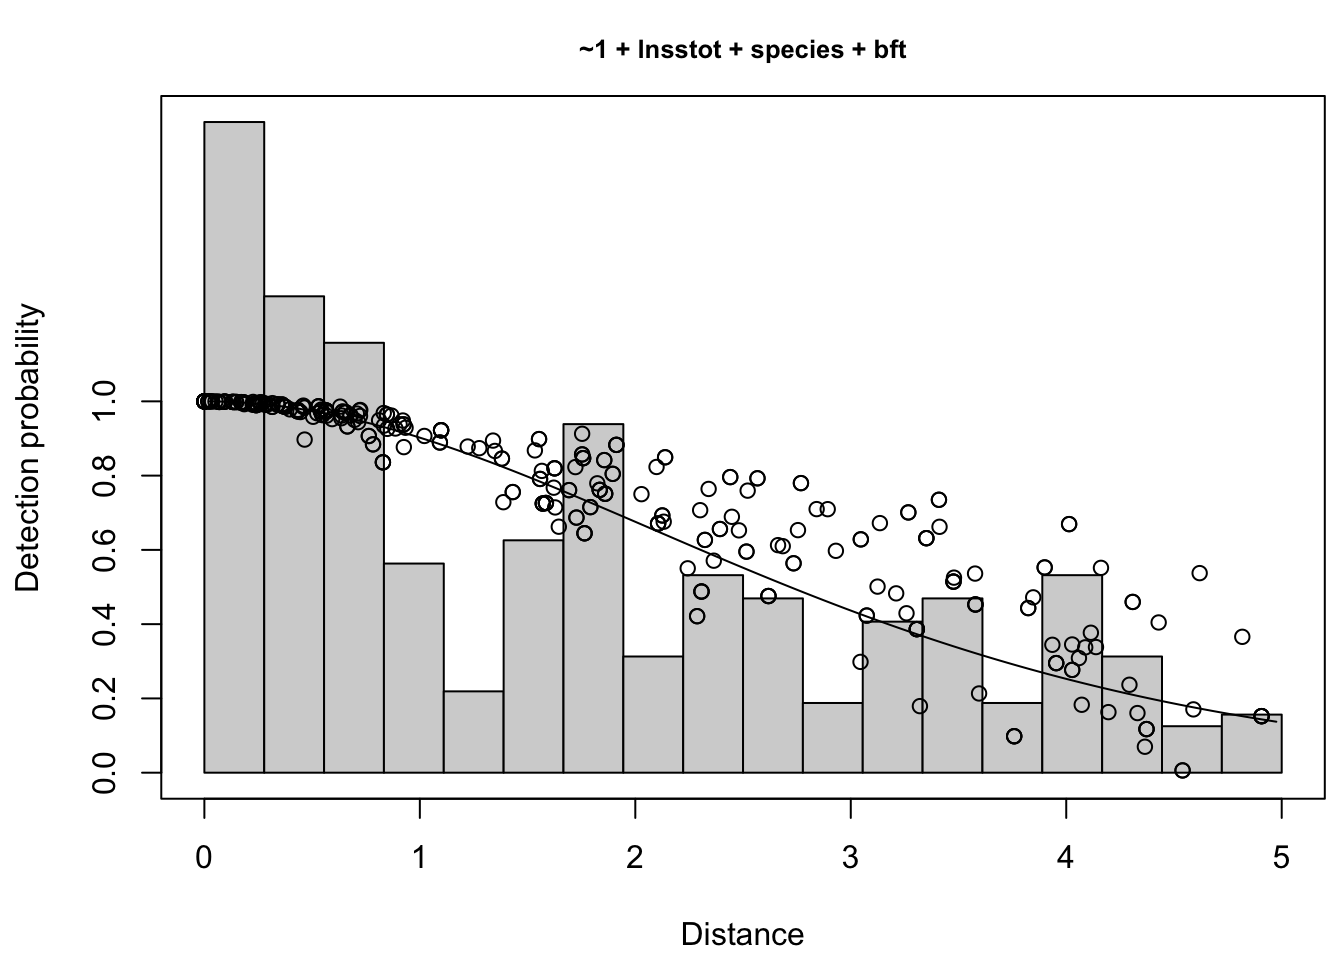 ~1 + lnsstot + species + bft
Detection probability
1.0
0.8
0.6
0.4
0.2
0.0
0 1 2 3 4 5
Distance